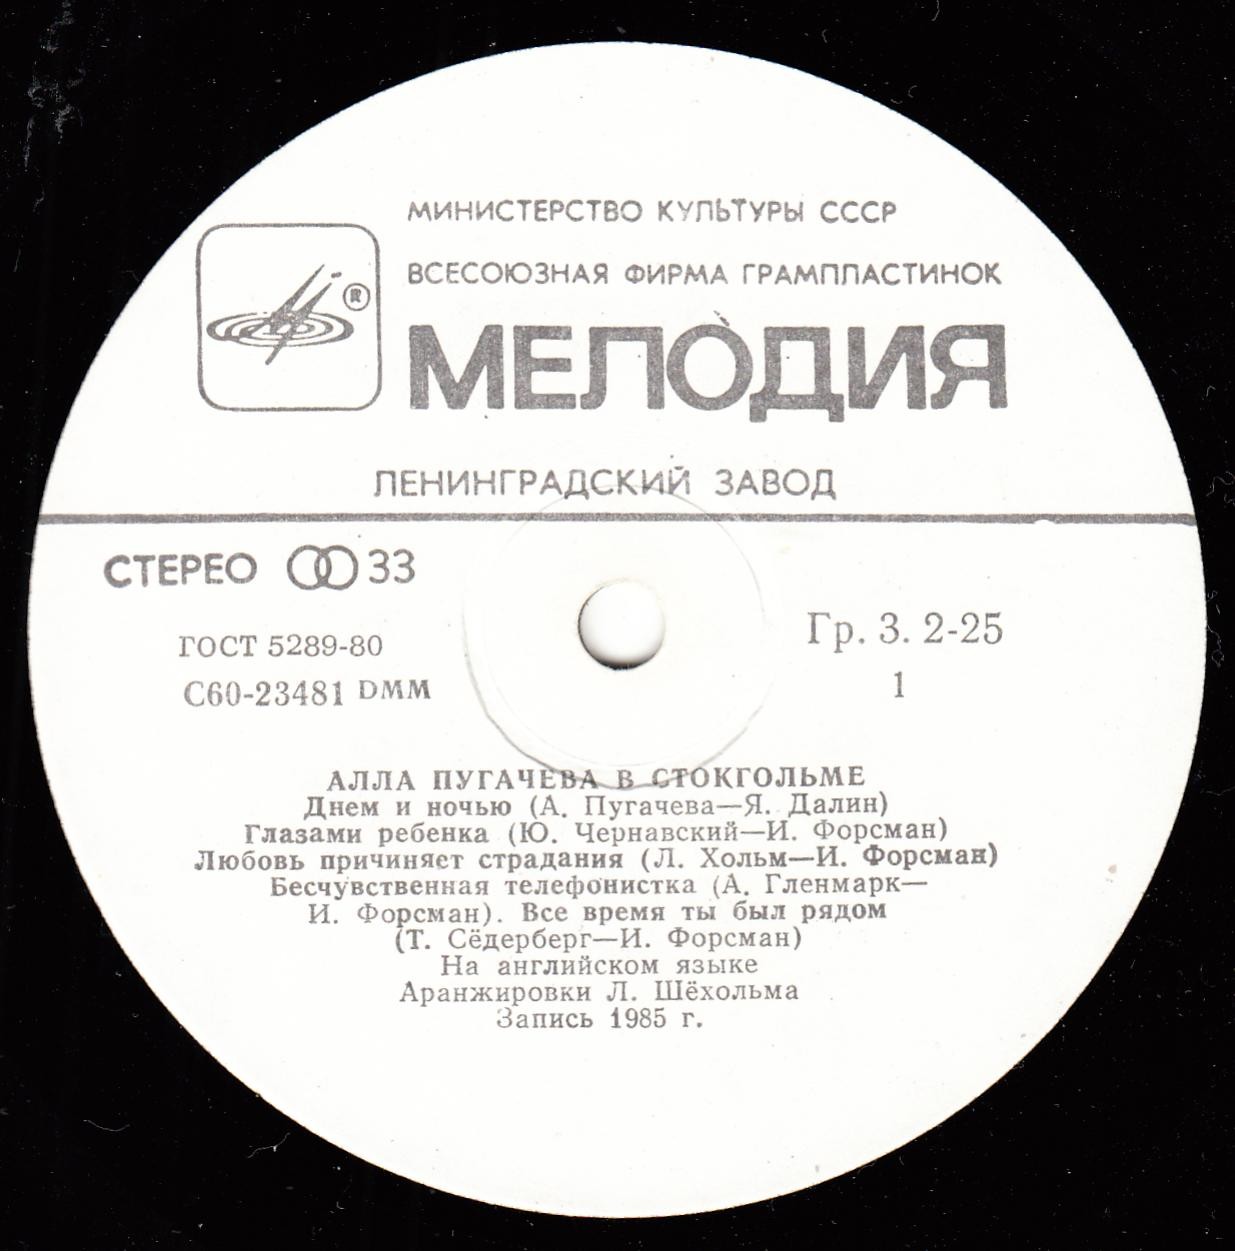 МИНИСТЕРСТВО КУЛЬТУРЫ СССР
ВСЕСОЮЗНАЯ ФИРМА ГРАМПЛАСТИНОК
®
МЕЛО́ДИЯ
ЛЕНИНГРАДСКИЙ ЗАВОД
СТЕРЕО 33
ГОСТ 5289-80
Гр. 3. 2-25
С60-23481 DMM
1
АЛЛА ПУГАЧЕВА В СТОКГОЛЬМЕ
Днем и ночью (А. Пугачева—Я. Далин)
Глазами ребенка (Ю. Чернавский—И. Форсман)
Любовь причиняет страдания (Л. Хольм—И. Форсман)
Бесчувственная телефонистка (А. Гленмарк—
И. Форсман). Все время ты был рядом
(Т. Сёдерберг—И. Форсман)
На английском языке
Аранжировки Л. Шёхольма
Запись 1985 г.